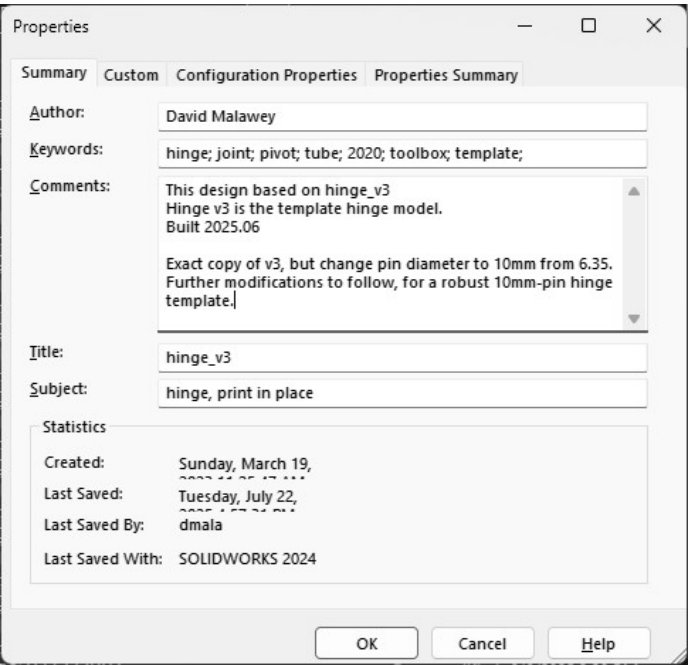 Properties
Summary Custom Configuration Properties Properties Summary
Author: David Malawey
Keywords: hinge; joint; pivot; tube; 2020; toolbox; template;
Comments: This design based on hinge_v3
Hinge v3 is the template hinge model.
Built 2025.06
Exact copy of v3, but change pin diameter to 10mm from 6.35.
Further modifications to follow, for a robust 10mm-pin hinge
template.
Title: hinge_v3
Subject: hinge, print in place
Statistics
Created: Sunday, March 19,
Last Saved: Tuesday, July 22,
Last Saved By: dmala
Last Saved With: SOLIDWORKS 2024
OK Cancel Help